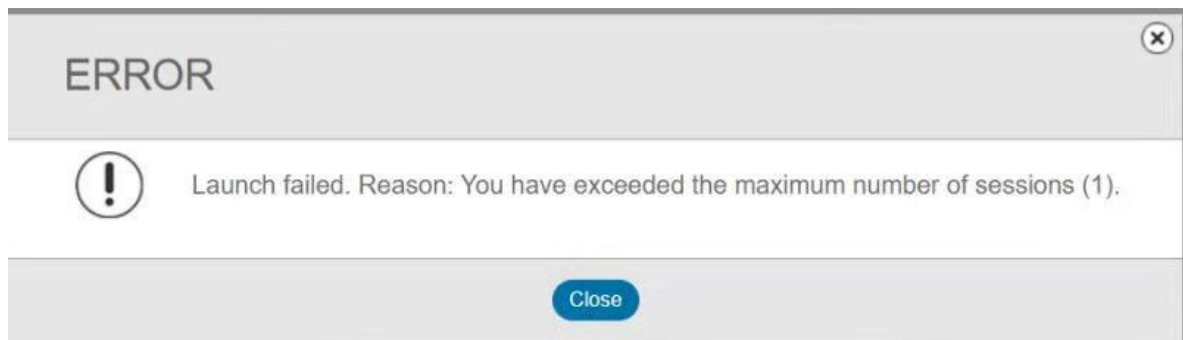 ERROR
Launch failed. Reason: You have exceeded the maximum number of sessions (1).
Close